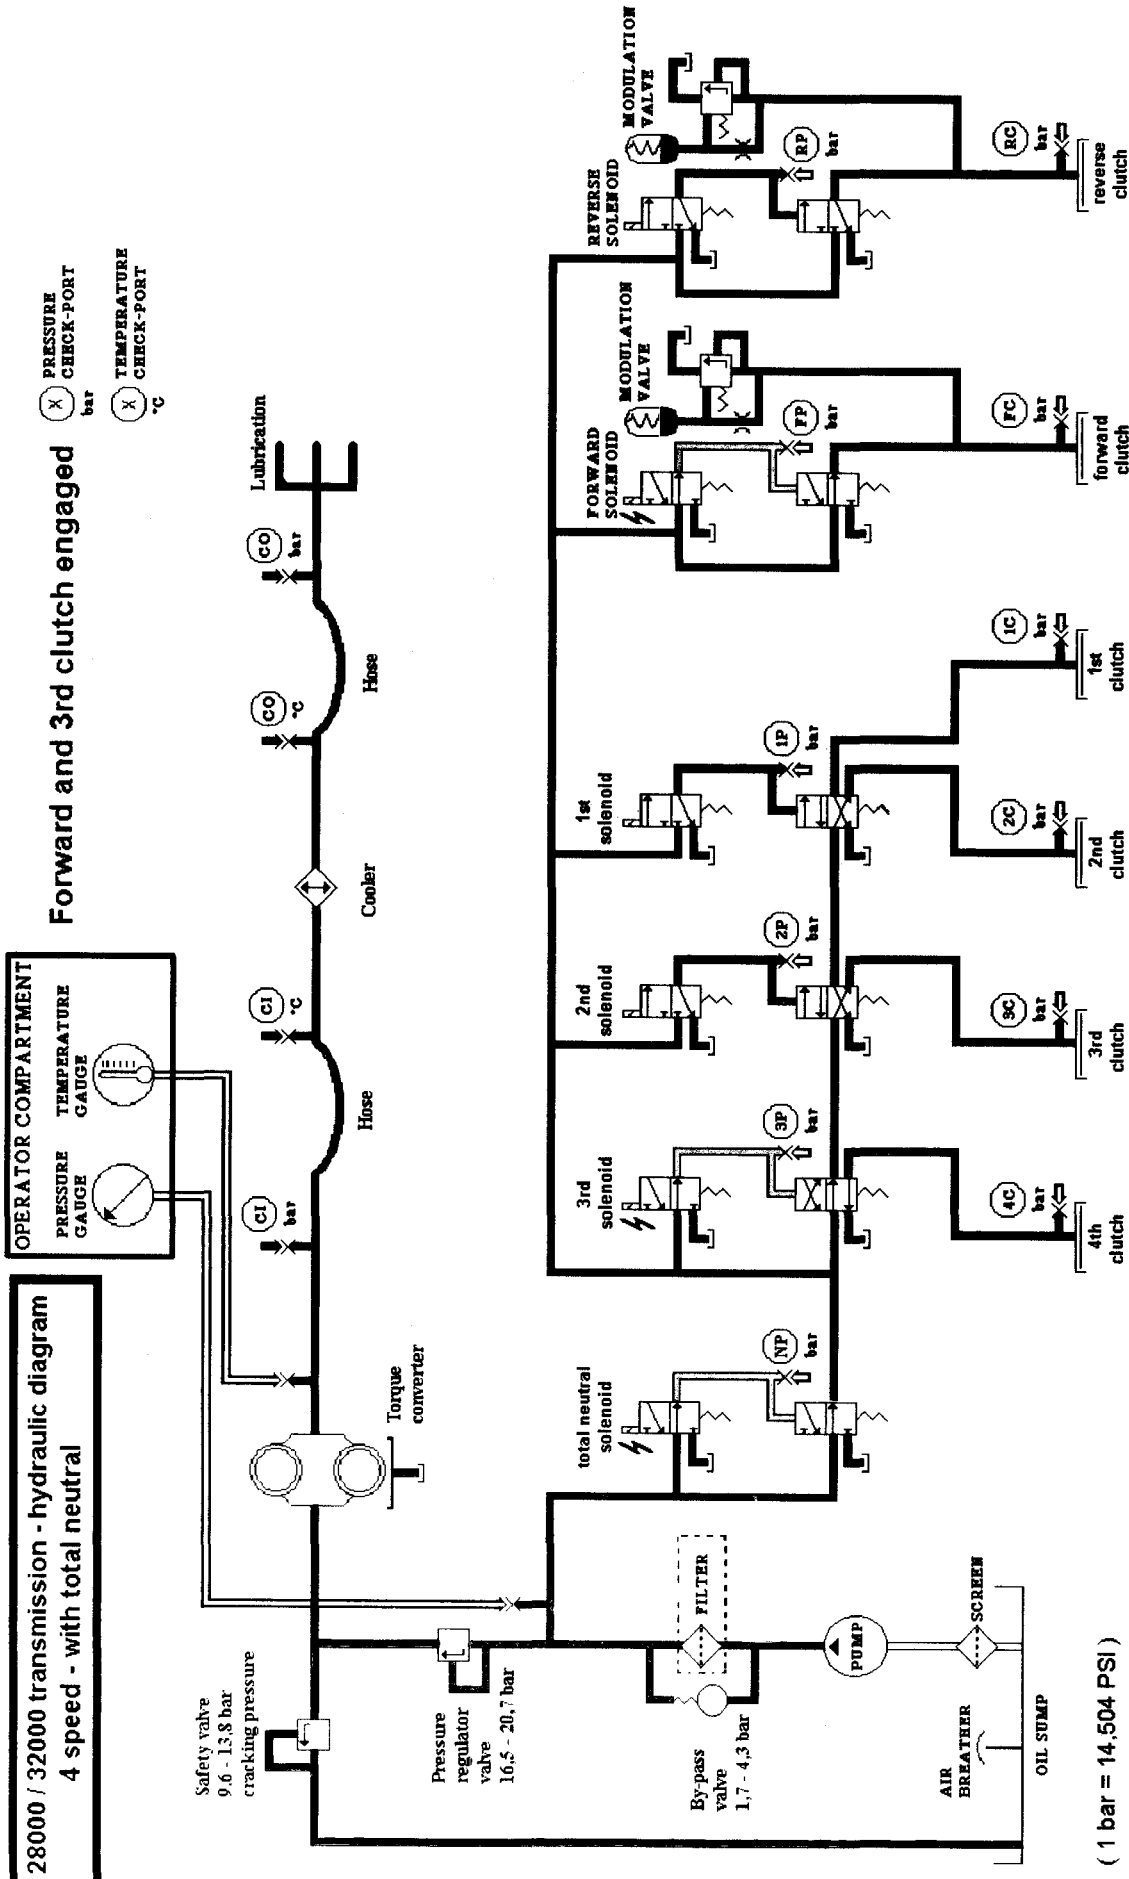 28000 / 32000 transmission - hydraulic diagram
4 speed - with total neutral
OPERATOR COMPARTMENT
PRESSURE
GAUGE
TEMPERATURE
GAUGE
Forward and 3rd clutch engaged
X
PRESSURE
CHECK-PORT
bar
X
TEMPERATURE
CHECK-PORT
°C
Safety valve
9,6 - 13,8 bar
cracking pressure
Torque
converter
CI
bar
Hose
CI
°C
Cooler
CO
°C
Hose
CO
bar
Lubrication
Pressure
regulator
valve
16,5 - 20,7 bar
By-pass
valve
1,7 - 4,3 bar
FILTER
PUMP
SCREEN
AIR
BREATHER
OIL SUMP
total neutral
solenoid
NP
bar
3rd
solenoid
3P
bar
2nd
solenoid
2P
bar
1st
solenoid
1P
bar
FORWARD
SOLENOID
MODULATION
VALVE
FP
bar
REVERSE
SOLENOID
MODULATION
VALVE
RP
bar
4C
bar
4th
clutch
3C
bar
3rd
clutch
2C
bar
2nd
clutch
1C
bar
1st
clutch
FC
bar
forward
clutch
RC
bar
reverse
clutch
( 1 bar = 14,504 PSI )